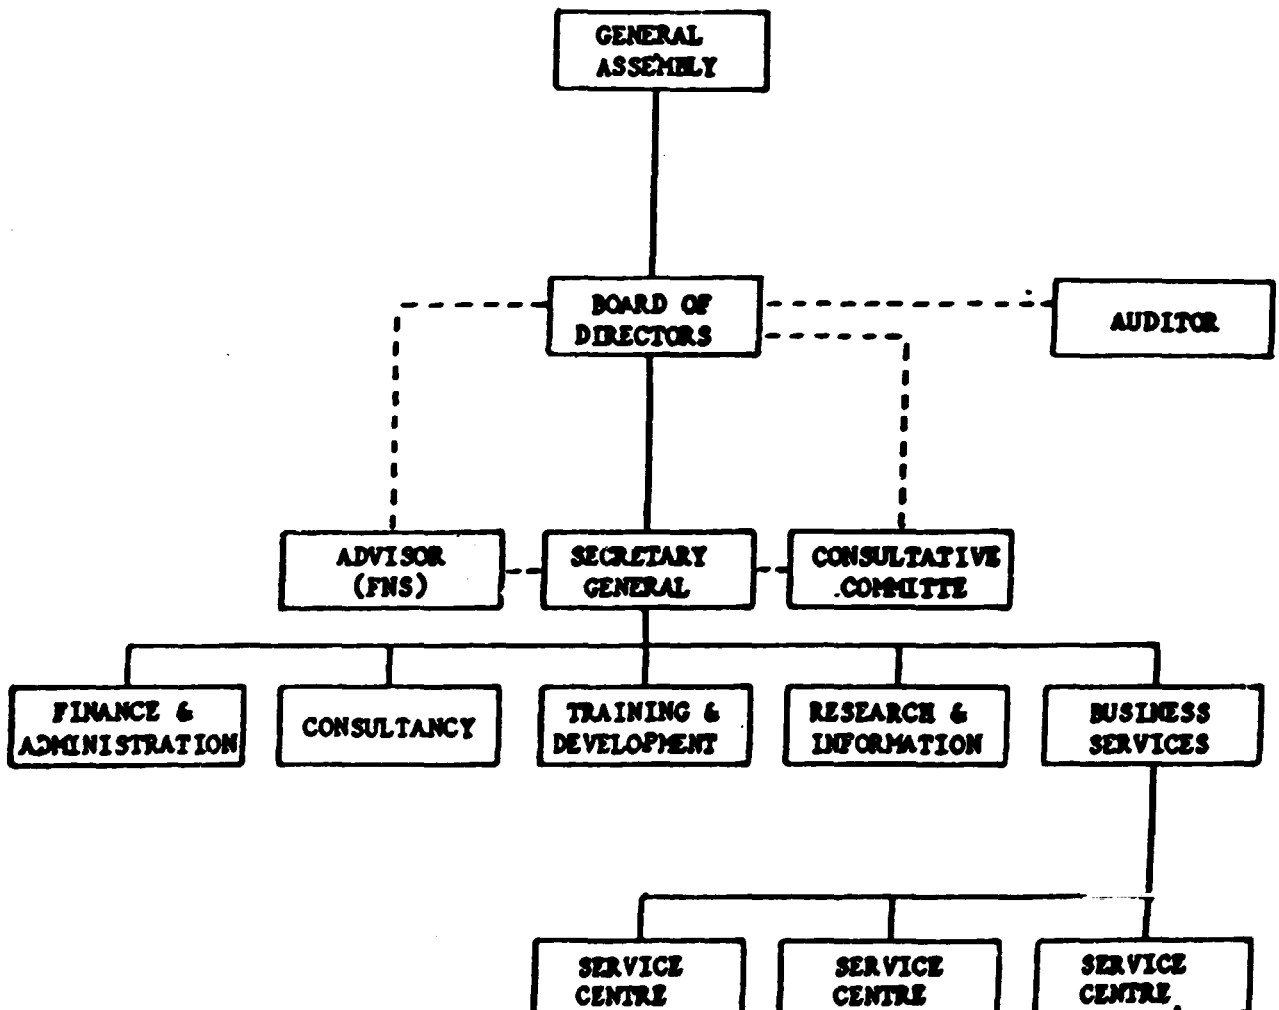 GENERAL
ASSEMBLY
BOARD OF
DIRECTORS
AUDITOR
ADVISOR
(FNS)
SECRETARY
GENERAL
CONSULTATIVE
COMMITTE
FINANCE &
ADMINISTRATION
CONSULTANCY
TRAINING &
DEVELOPMENT
RESEARCH &
INFORMATION
BUSINESS
SERVICES
SERVICE
CENTRE
SERVICE
CENTRE
SERVICE
CENTRE